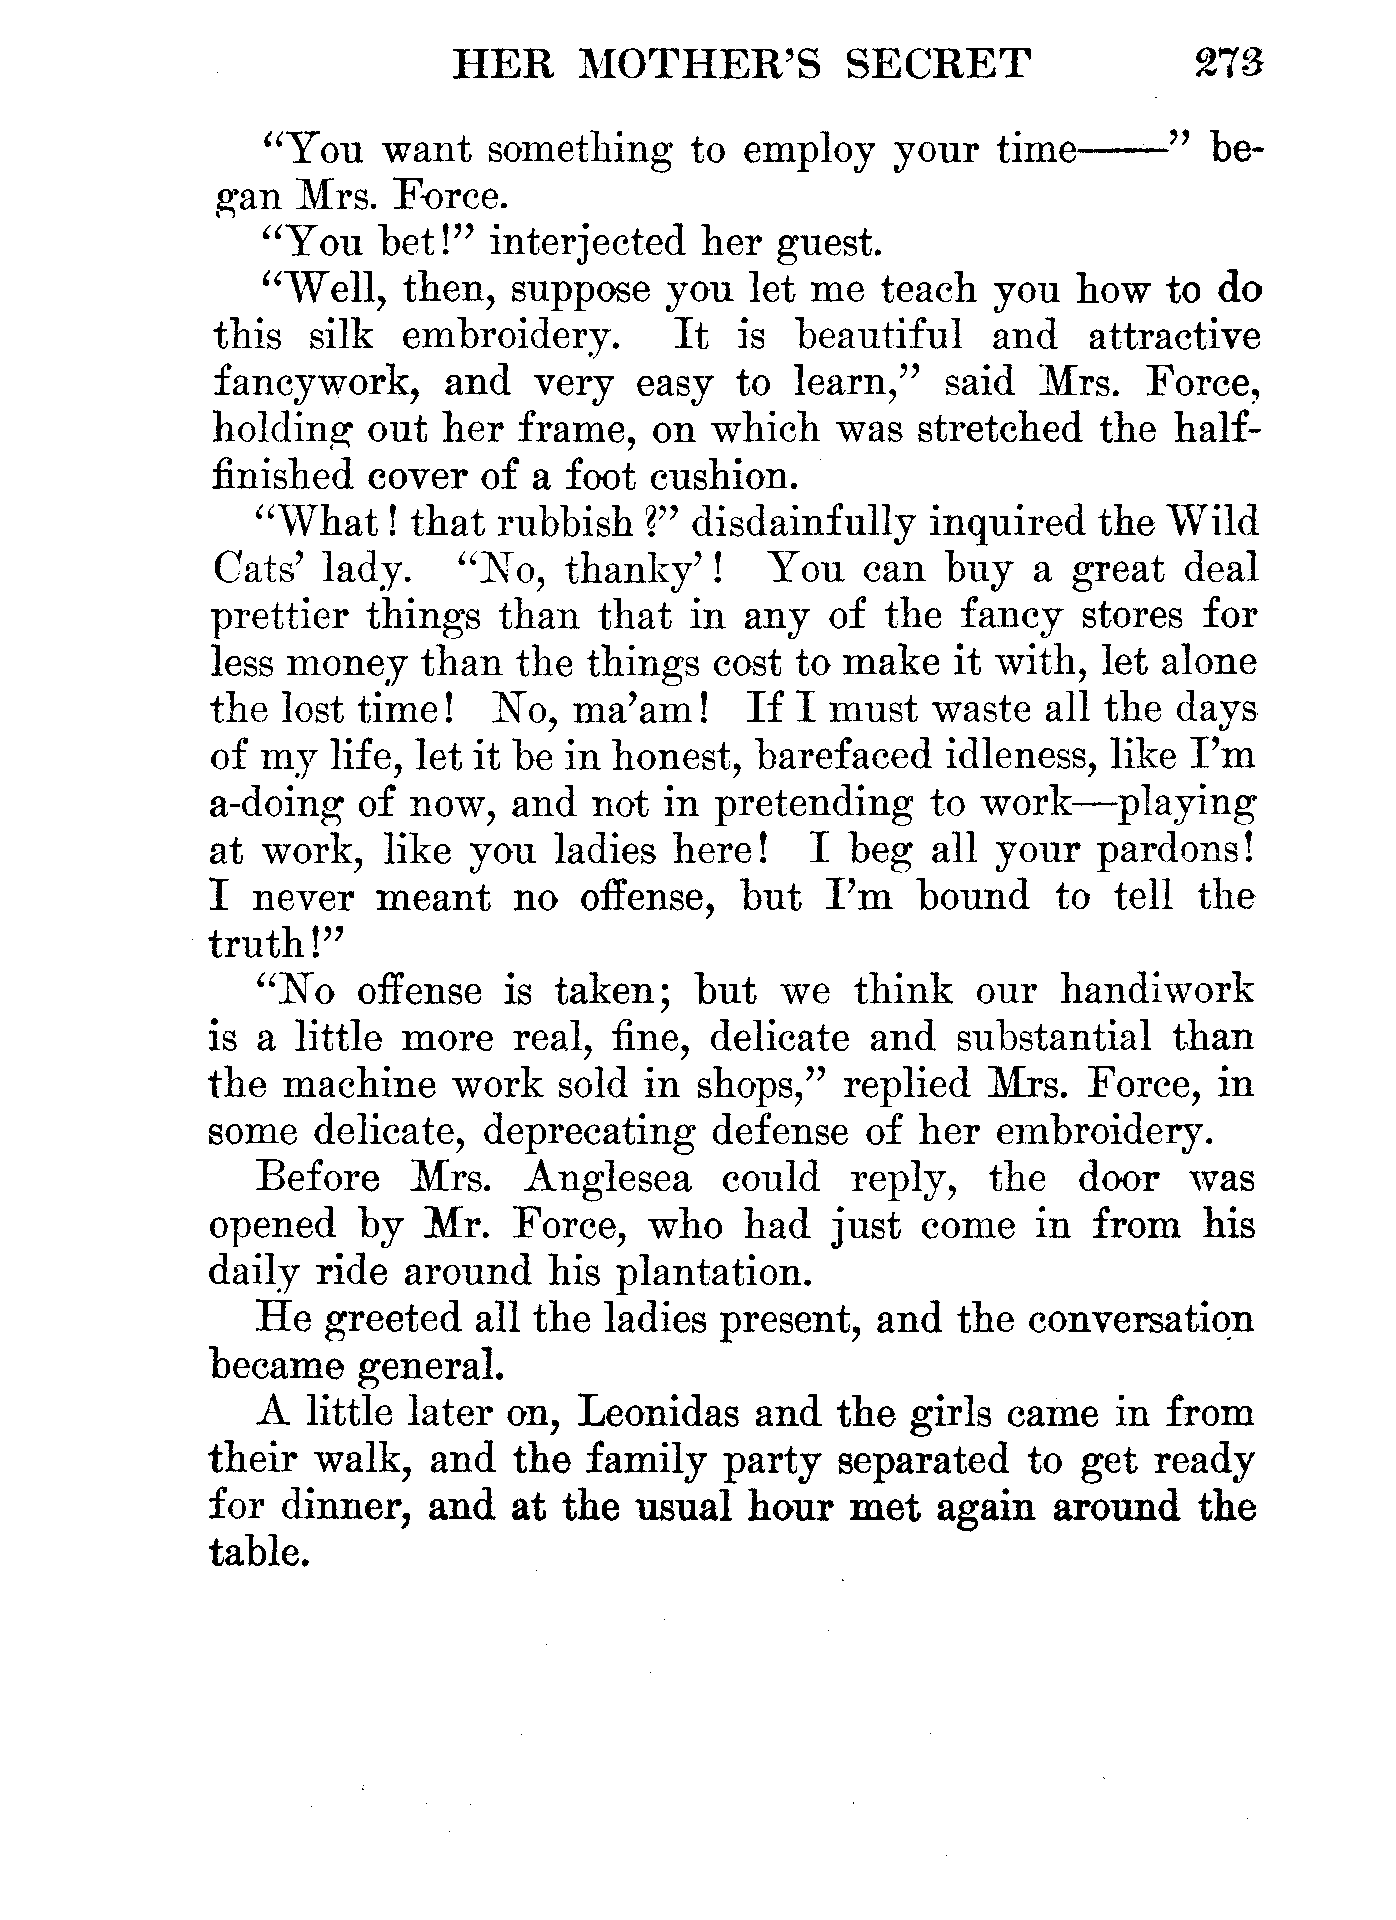 HER MOTHER'S SECRET 273
“You want something to employ your time——” be-
gan Mrs. Force.
“You bet!” interjected her guest.
“Well, then, suppose you let me teach you how to do
this silk embroidery. It is beautiful and attractive
fancywork, and very easy to learn,” said Mrs. Force,
holding out her frame, on which was stretched the half-
finished cover of a foot cushion.
“What! that rubbish?” disdainfully inquired the Wild
Cats’ lady. “No, thanky’! You can buy a great deal
prettier things than that in any of the fancy stores for
less money than the things cost to make it with, let alone
the lost time! No, ma’am! If I must waste all the days
of my life, let it be in honest, barefaced idleness, like I’m
a-doing of now, and not in pretending to work—playing
at work, like you ladies here! I beg all your pardons!
I never meant no offense, but I’m bound to tell the
truth!”
“No offense is taken; but we think our handiwork
is a little more real, fine, delicate and substantial than
the machine work sold in shops,” replied Mrs. Force, in
some delicate, deprecating defense of her embroidery.
Before Mrs. Anglesea could reply, the door was
opened by Mr. Force, who had just come in from his
daily ride around his plantation.
He greeted all the ladies present, and the conversation
became general.
A little later on, Leonidas and the girls came in from
their walk, and the family party separated to get ready
for dinner, and at the usual hour met again around the
table.